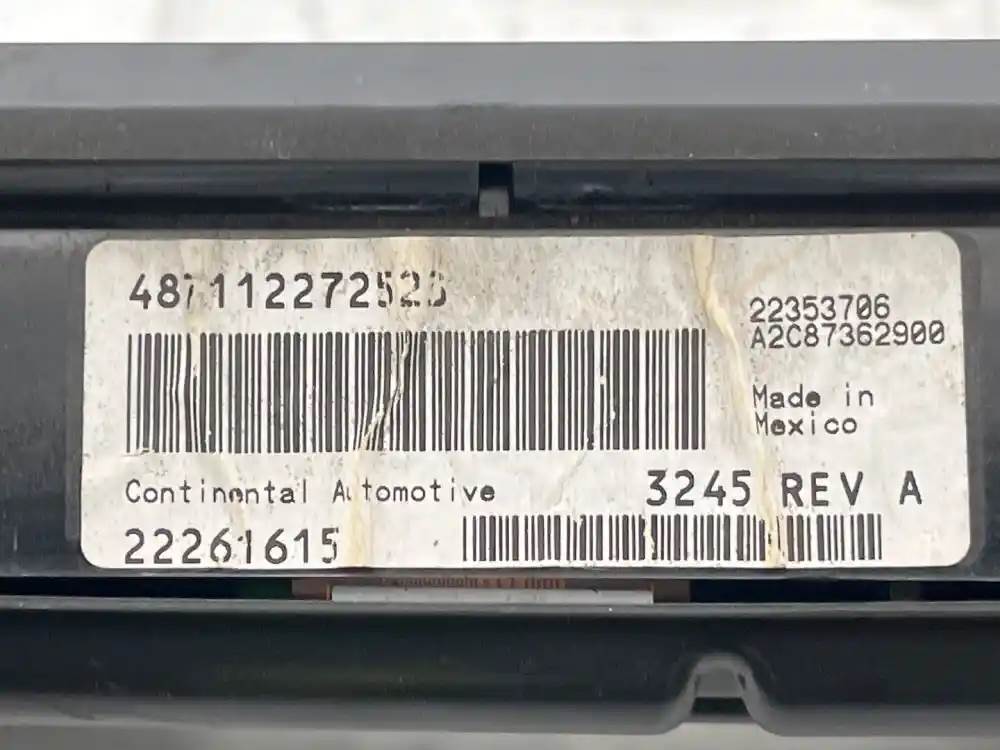 487112272523
22353706
A2C87362900
Made in
Mexico
Continental Automotive
3245 REV A
22261615